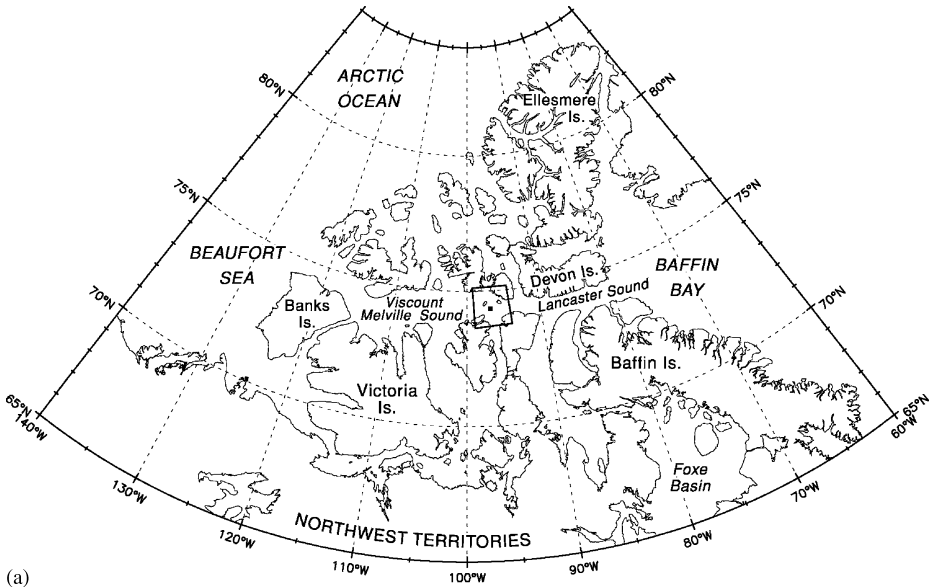 ARCTIC
OCEAN
80°N
80°N
Ellesmere
Is.
75°N
75°N
BEAUFORT
SEA
Devon Is.
BAFFIN
BAY
Lancaster Sound
Banks
Is.
Viscount
Melville Sound
70°N
70°N
Baffin Is.
Victoria
Is.
65°N
140°W
65°N
60°W
Foxe
Basin
130°W
70°W
NORTHWEST TERRITORIES
120°W
80°W
110°W
100°W
90°W
(a)